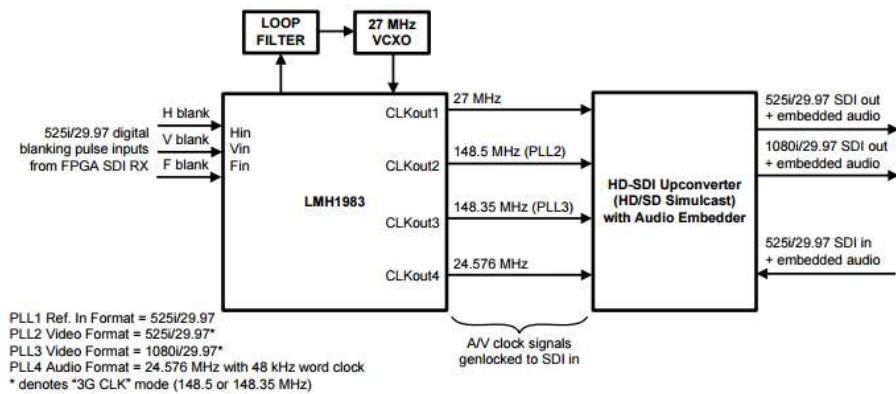 LOOP
FILTER
27 MHz
VCXO
525i/29.97 digital
blanking pulse inputs
from FPGA SDI RX
H blank
V blank
F blank
Hin
Vin
Fin
LMH1983
CLKout1
CLKout2
CLKout3
CLKout4
27 MHz
148.5 MHz (PLL2)
148.35 MHz (PLL3)
24.576 MHz
HD-SDI Upconverter
(HD/SD Simulcast)
with Audio Embedder
525i/29.97 SDI out
+ embedded audio
1080i/29.97 SDI out
+ embedded audio
525i/29.97 SDI in
+ embedded audio
A/V clock signals
genlocked to SDI in
PLL1 Ref. In Format = 525i/29.97
PLL2 Video Format = 525i/29.97*
PLL3 Video Format = 1080i/29.97*
PLL4 Audio Format = 24.576 MHz with 48 kHz word clock
* denotes "3G CLK" mode (148.5 or 148.35 MHz)